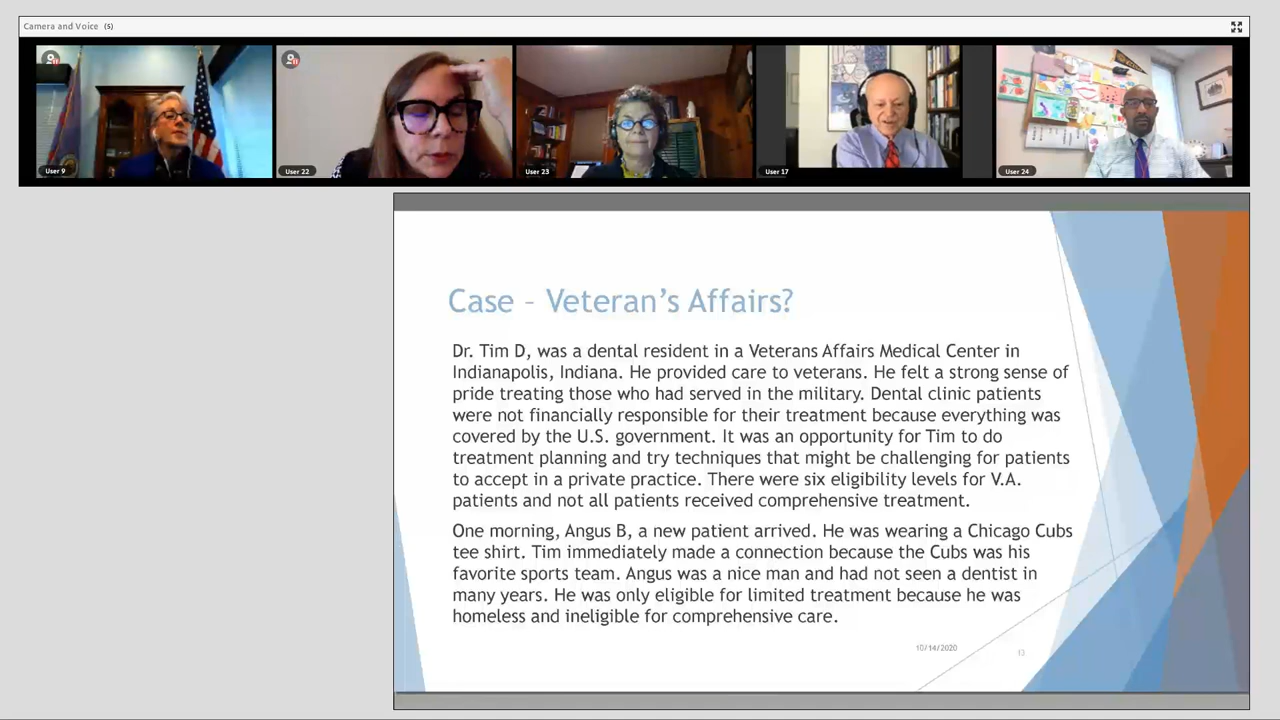 Camera and Voice (5)
User 9
User 22
User 23
User 17
User 24
Case – Veteran's Affairs?
Dr. Tim D, was a dental resident in a Veterans Affairs Medical Center in
Indianapolis, Indiana. He provided care to veterans. He felt a strong sense of
pride treating those who had served in the military. Dental clinic patients
were not financially responsible for their treatment because everything was
covered by the U.S. government. It was an opportunity for Tim to do
treatment planning and try techniques that might be challenging for patients
to accept in a private practice. There were six eligibility levels for V.A.
patients and not all patients received comprehensive treatment.
One morning, Angus B, a new patient arrived. He was wearing a Chicago Cubs
tee shirt. Tim immediately made a connection because the Cubs was his
favorite sports team. Angus was a nice man and had not seen a dentist in
many years. He was only eligible for limited treatment because he was
homeless and ineligible for comprehensive care.
10/14/2020
13